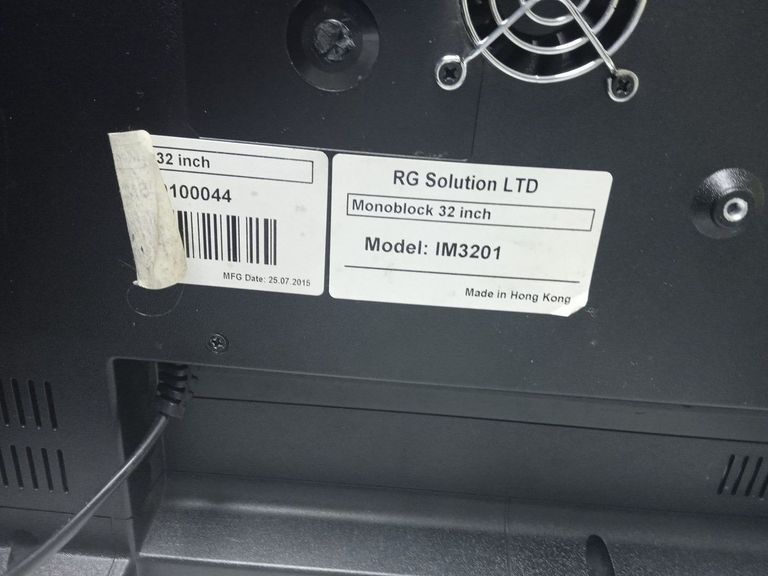 32 inch
100044
MFG Date: 25.07.2015
RG Solution LTD
Monoblock 32 inch
Model: IM3201
Made in Hong Kong